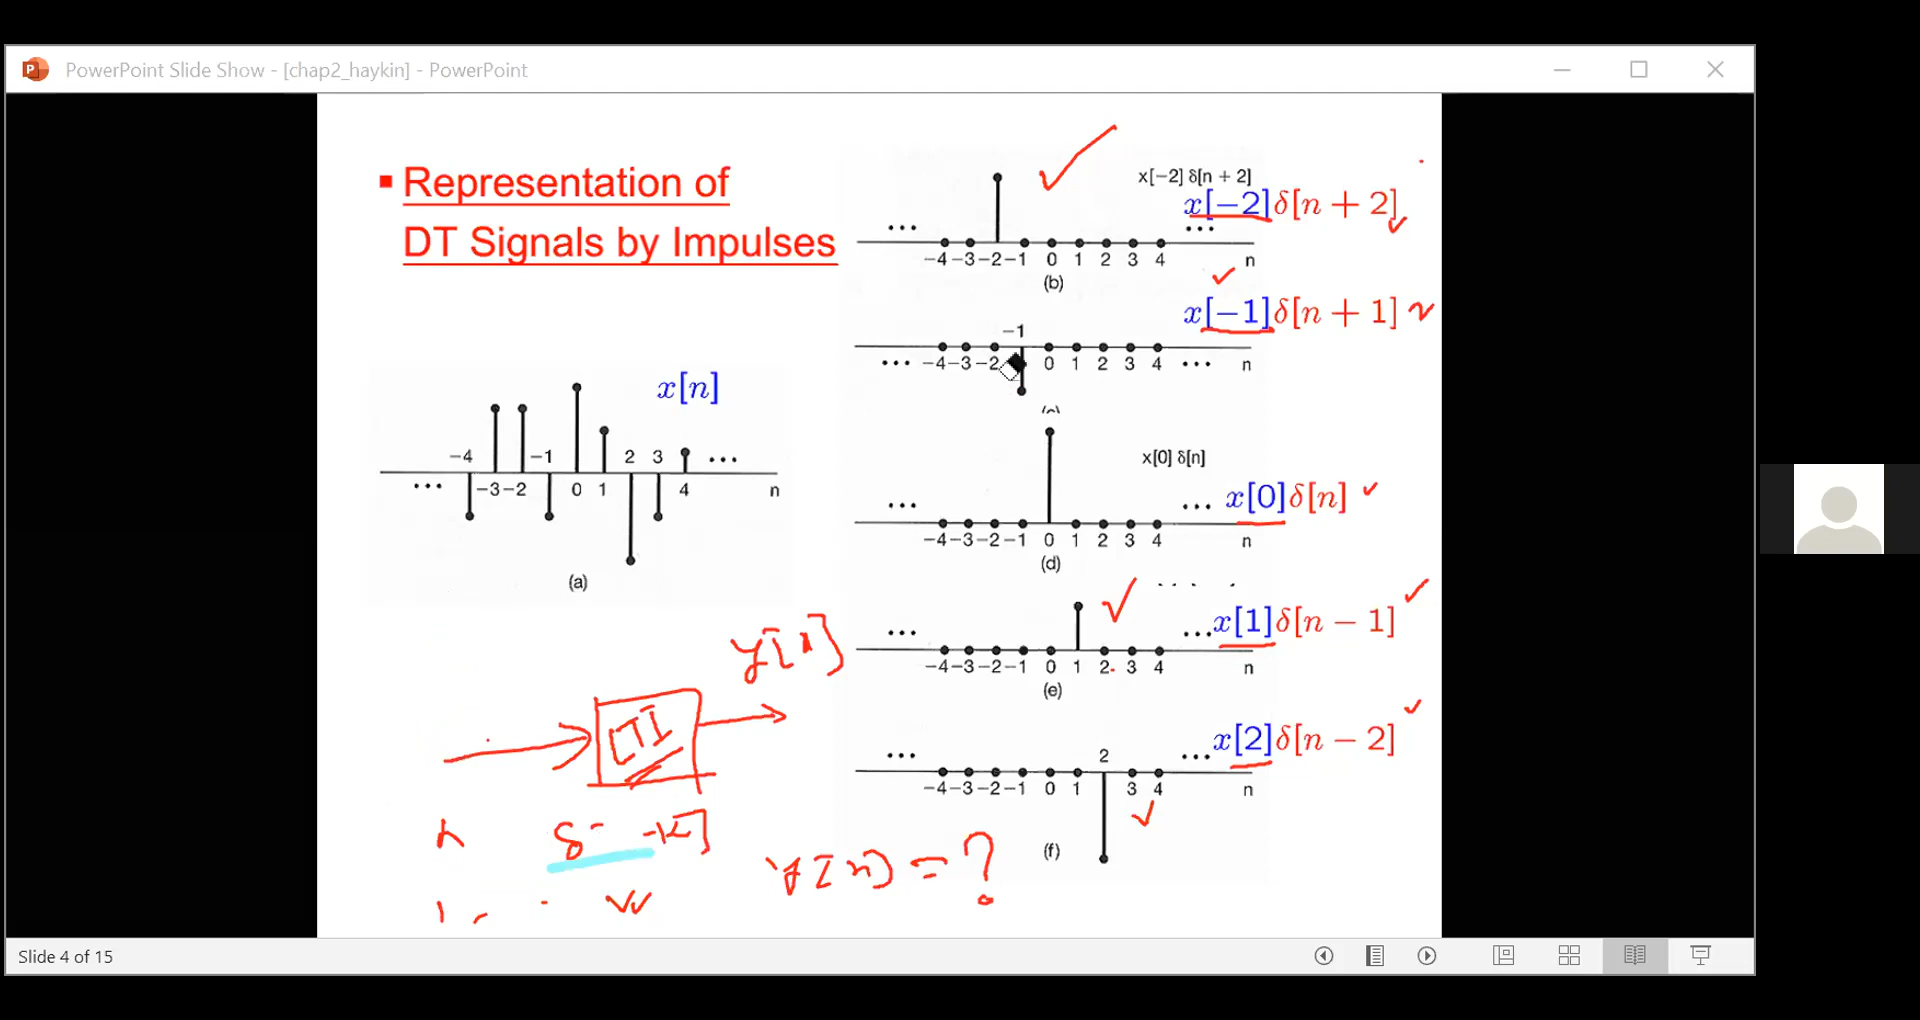 PowerPoint Slide Show - [chap2_haykin] - PowerPoint
Representation of
DT Signals by Impulses
x[n]
-4 -1 2 3 ...
... -3 -2 0 1 4 n
(a)
x[-2] δ[n + 2]
x[-2]δ[n + 2]
... ...
-4 -3 -2 -1 0 1 2 3 4 n
(b)
x[-1]δ[n + 1]
-1
... -4 -3 -2 0 1 2 3 4 ... n
x[0] δ[n]
... ... x[0]δ[n]
-4 -3 -2 -1 0 1 2 3 4 n
(d)
... ... x[1]δ[n - 1]
-4 -3 -2 -1 0 1 2 3 4 n
(e)
... 2 ... x[2]δ[n - 2]
-4 -3 -2 -1 0 1 3 4 n
(f)
LTI
y[n] = ?
Slide 4 of 15